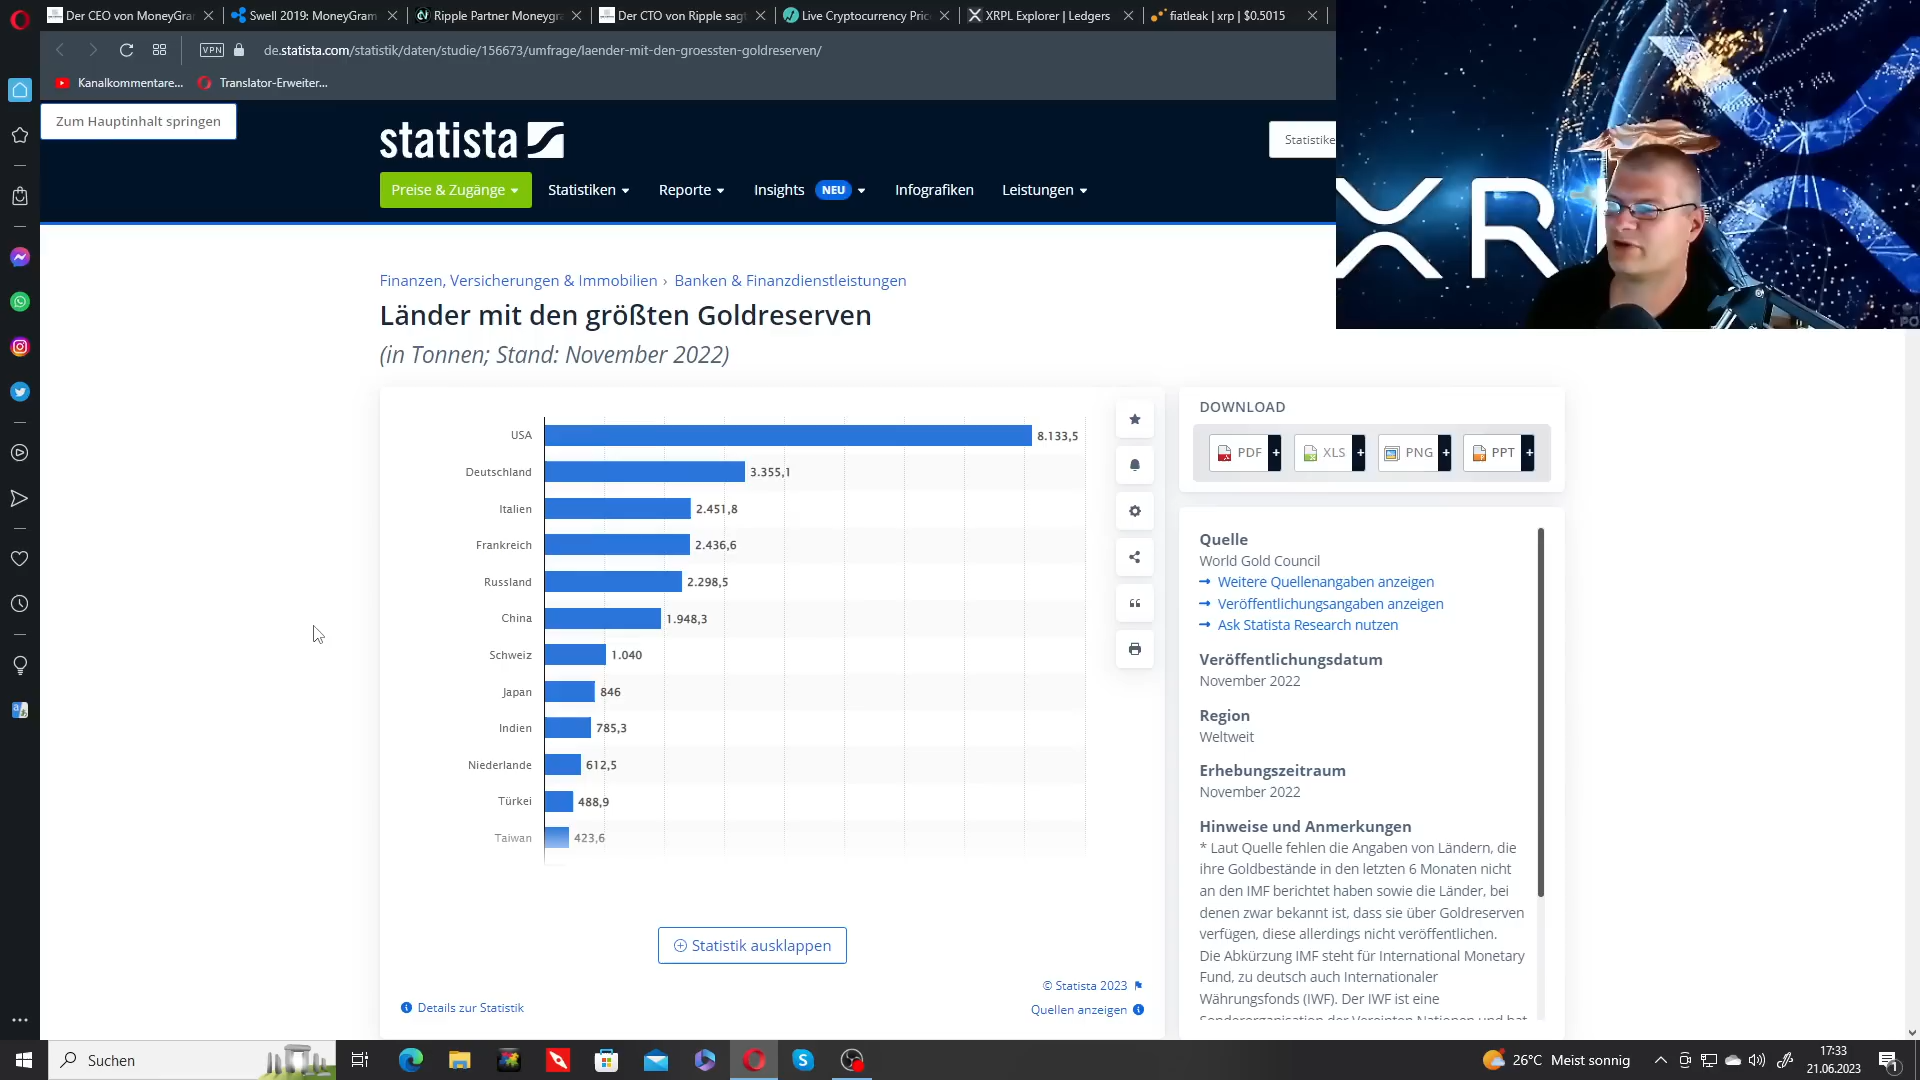 Der CEO von MoneyGra
Swell 2019: MoneyGram
Ripple Partner Moneygr
Der CTO von Ripple sagt
Live Cryptocurrency Pric
XRPL Explorer | Ledgers
fiatleak | xrp | $0.5015
VPN
de.statista.com/statistik/daten/studie/156673/umfrage/laender-mit-den-groessten-goldreserven/
Kanalkommentare...
Translator-Erweiter...
Zum Hauptinhalt springen
statista
Statistike
Preise & Zugänge
Statistiken
Reporte
Insights
NEU
Infografiken
Leistungen
XR
Finanzen, Versicherungen & Immobilien › Banken & Finanzdienstleistungen
Länder mit den größten Goldreserven
(in Tonnen; Stand: November 2022)
USA 8.133,5
Deutschland 3.355,1
Italien 2.451,8
Frankreich 2.436,6
Russland 2.298,5
China 1.948,3
Schweiz 1.040
Japan 846
Indien 785,3
Niederlande 612,5
Türkei 488,9
Taiwan 423,6
Statistik ausklappen
© Statista 2023
Details zur Statistik
Quellen anzeigen
DOWNLOAD
PDF +
XLS +
PNG +
PPT +
Quelle
World Gold Council
→ Weitere Quellenangaben anzeigen
→ Veröffentlichungsangaben anzeigen
→ Ask Statista Research nutzen
Veröffentlichungsdatum
November 2022
Region
Weltweit
Erhebungszeitraum
November 2022
Hinweise und Anmerkungen
* Laut Quelle fehlen die Angaben von Ländern, die
ihre Goldbestände in den letzten 6 Monaten nicht
an den IMF berichtet haben sowie die Länder, bei
denen zwar bekannt ist, dass sie über Goldreserven
verfügen, diese allerdings nicht veröffentlichen.
Die Abkürzung IMF steht für International Monetary
Fund, zu deutsch auch Internationaler
Währungsfonds (IWF). Der IWF ist eine
Sonderorganisation der Vereinten Nationen und hat
Suchen
26°C Meist sonnig
17:33
21.06.2023
1